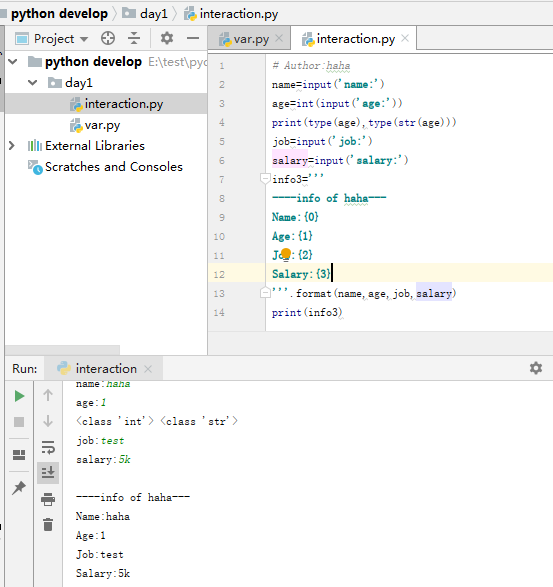 python develop day1 interaction.py
Project
var.py interaction.py
python develop E:\test\pyc
day1
interaction.py
var.py
External Libraries
Scratches and Consoles
1 # Author:haha
2 name=input('name:')
3 age=int(input('age:'))
4 print(type(age),type(str(age)))
5 job=input('job:')
6 salary=input('salary:')
7 info3='''
8 ----info of haha---
9 Name:{0}
10 Age:{1}
11 Job:{2}
12 Salary:{3}
13 '''.format(name,age,job,salary)
14 print(info3)
Run: interaction
name:haha
age:1
<class 'int'> <class 'str'>
job:test
salary:5k
----info of haha---
Name:haha
Age:1
Job:test
Salary:5k